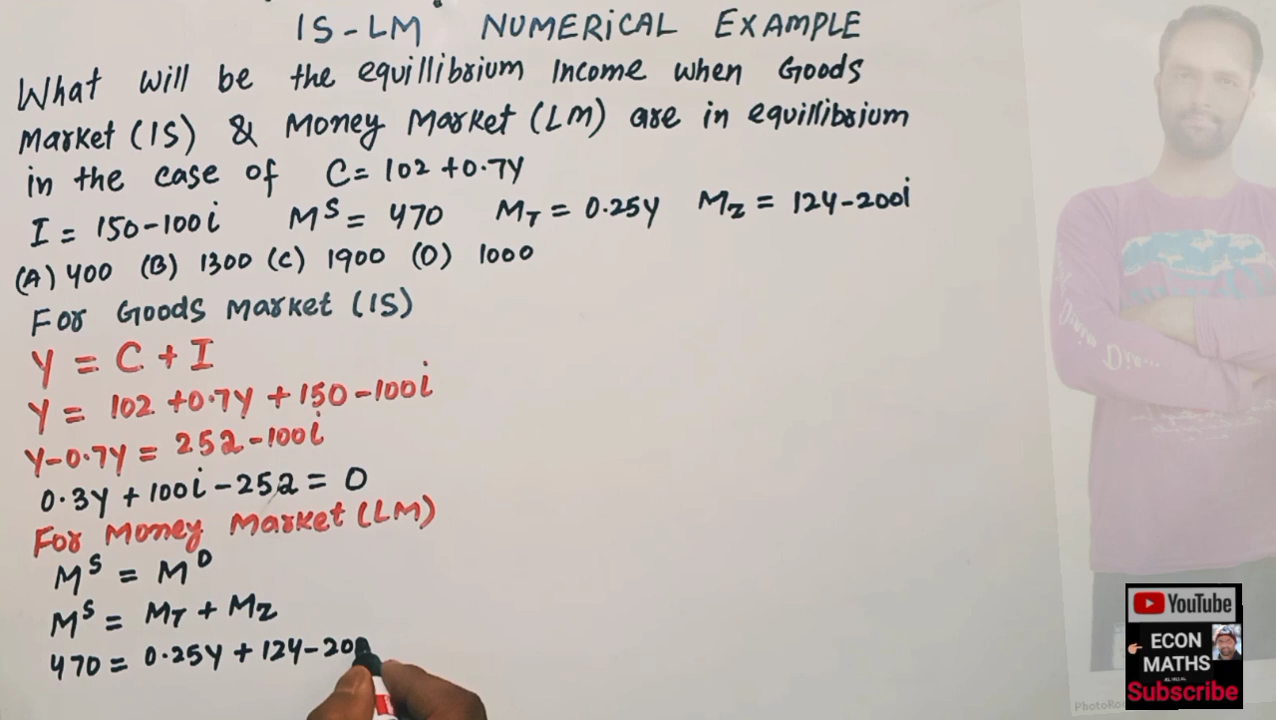 IS-LM NUMERICAL EXAMPLE
What will be the equillibrium Income when Goods
Market (IS) & Money Market (LM) are in equillibrium
in the case of C = 102 +0.7Y
I = 150-100i M^S = 470 M_T = 0.25Y M_Z = 124-200i
(A) 400 (B) 1300 (C) 1900 (D) 1000
For Goods Market (IS)
Y = C + I
Y = 102 +0.7Y + 150-100i
Y-0.7Y = 252-100i
0.3Y + 100i - 252 = 0
For Money Market (LM)
M^S = M^D
M^S = M_T + M_Z
470 = 0.25Y + 124-20
YouTube
ECON
MATHS
Subscribe